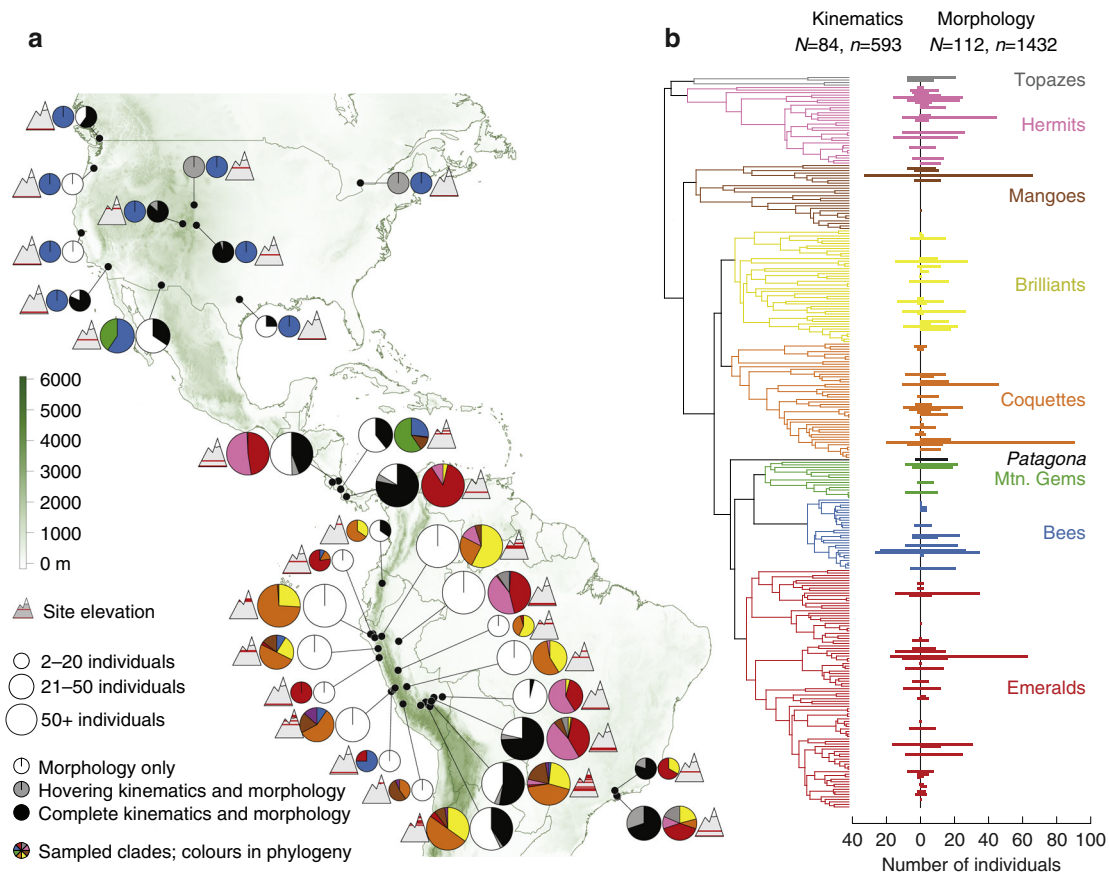 a
6000
5000
4000
3000
2000
1000
0 m
Site elevation
2–20 individuals
21–50 individuals
50+ individuals
Morphology only
Hovering kinematics and morphology
Complete kinematics and morphology
Sampled clades; colours in phylogeny
b
Kinematics Morphology
N=84, n=593 N=112, n=1432
Topazes
Hermits
Mangoes
Brilliants
Coquettes
Patagona
Mtn. Gems
Bees
Emeralds
40 20 0 20 40 60 80 100
Number of individuals